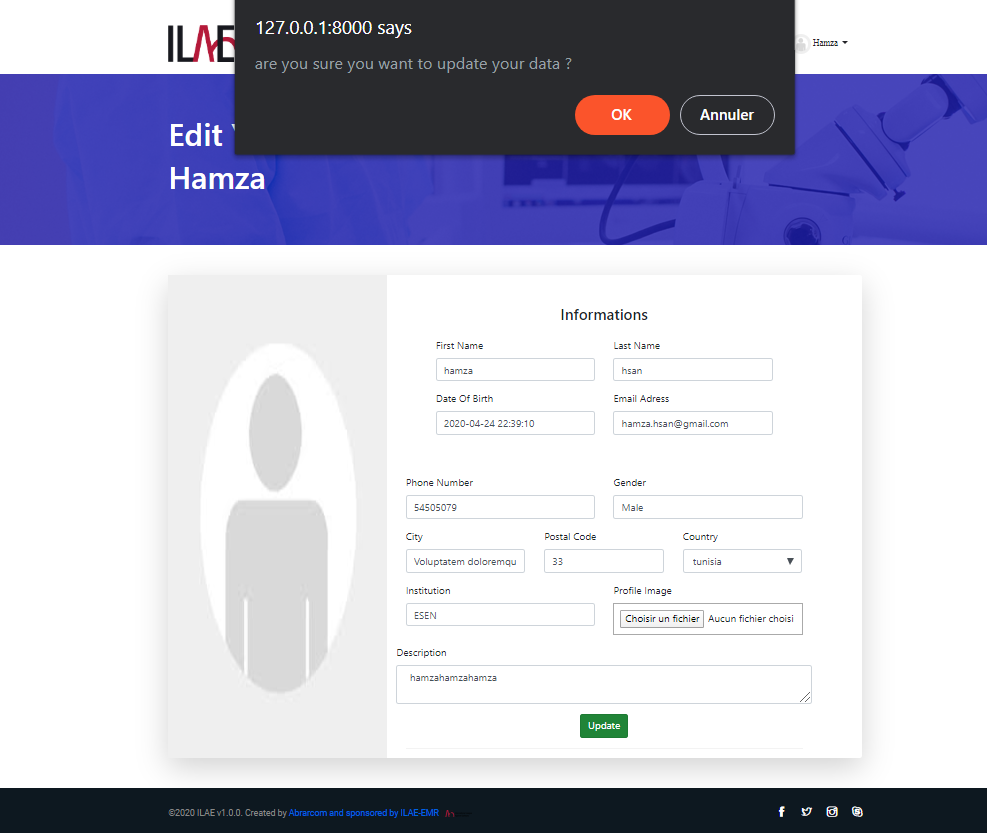 127.0.0.1:8000 says
are you sure you want to update your data ?
OK Annuler
ILAE
Hamza
Edit
Hamza
Informations
First Name Last Name
hamza hsan
Date Of Birth Email Adress
2020-04-24 22:39:10 hamza.hsan@gmail.com
Phone Number Gender
54505079 Male
City Postal Code Country
Voluptatem doloremqu 33 tunisia
Institution Profile Image
ESEN Choisir un fichier Aucun fichier choisi
Description
hamzahamzahamza
Update
©2020 ILAE v1.0.0. Created by Abrarcom and sponsored by ILAE-EMR